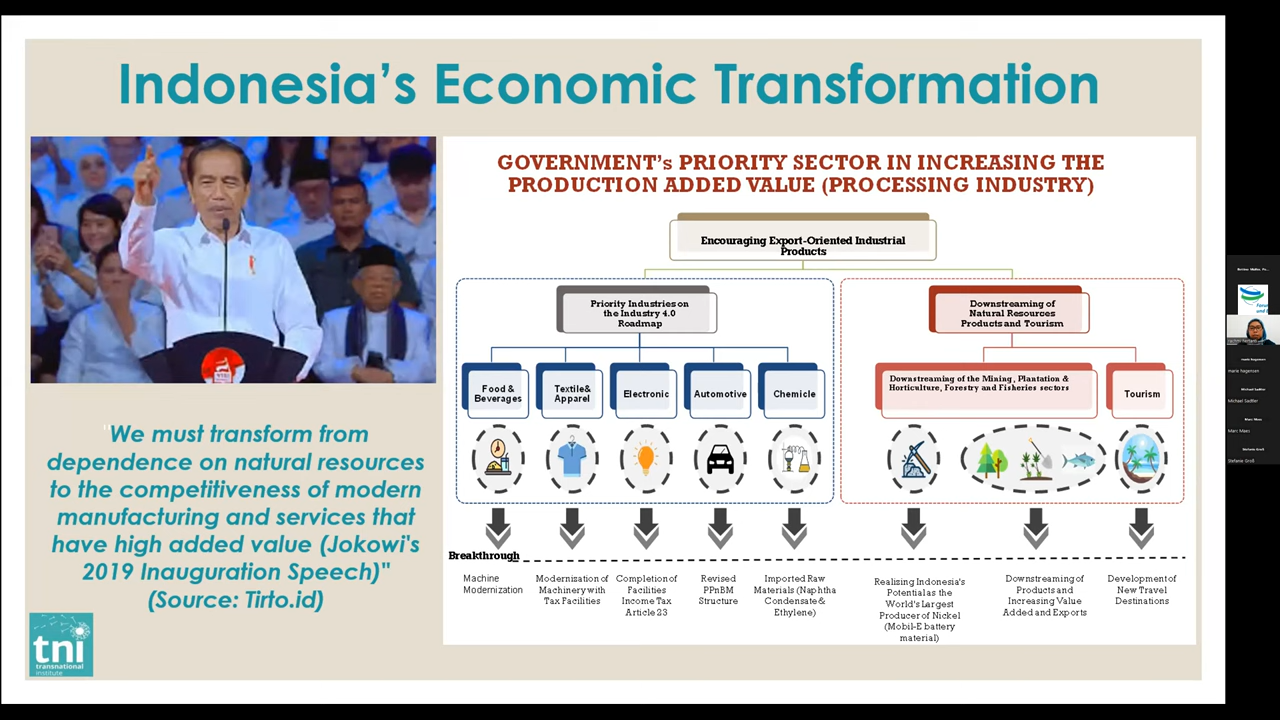 Indonesia's Economic Transformation
"We must transform from
dependence on natural resources
to the competitiveness of modern
manufacturing and services that
have high added value (Jokowi's
2019 Inauguration Speech)"
(Source: Tirto.id)
tni
transnational
institute
GOVERNMENT's PRIORITY SECTOR IN INCREASING THE
PRODUCTION ADDED VALUE (PROCESSING INDUSTRY)
Encouraging Export-Oriented Industrial
Products
Priority Industries on
the Industry 4.0
Roadmap
Downstreaming of
Natural Resources
Products and Tourism
Food &
Beverages
Textile&
Apparel
Electronic
Automotive
Chemicle
Downstreaming of the Mining, Plantation &
Horticulture, Forestry and Fisheries sectors
Tourism
Breakthrough
Machine
Modernization
Modernization of
Machinery with
Tax Facilities
Completion of
Facilities
Income Tax
Article 23
Revised
PPnBM
Structure
Imported Raw
Materials (Naphtha
Condensate &
Ethylene)
Realizing Indonesia's
Potential as the
World's Largest
Producer of Nickel
(Mobil-E battery
material)
Downstreaming of
Products and
Increasing Value
Added and Exports
Development of
New Travel
Destinations
Michael Sadlier
Marc Maes
Stefanie Groll